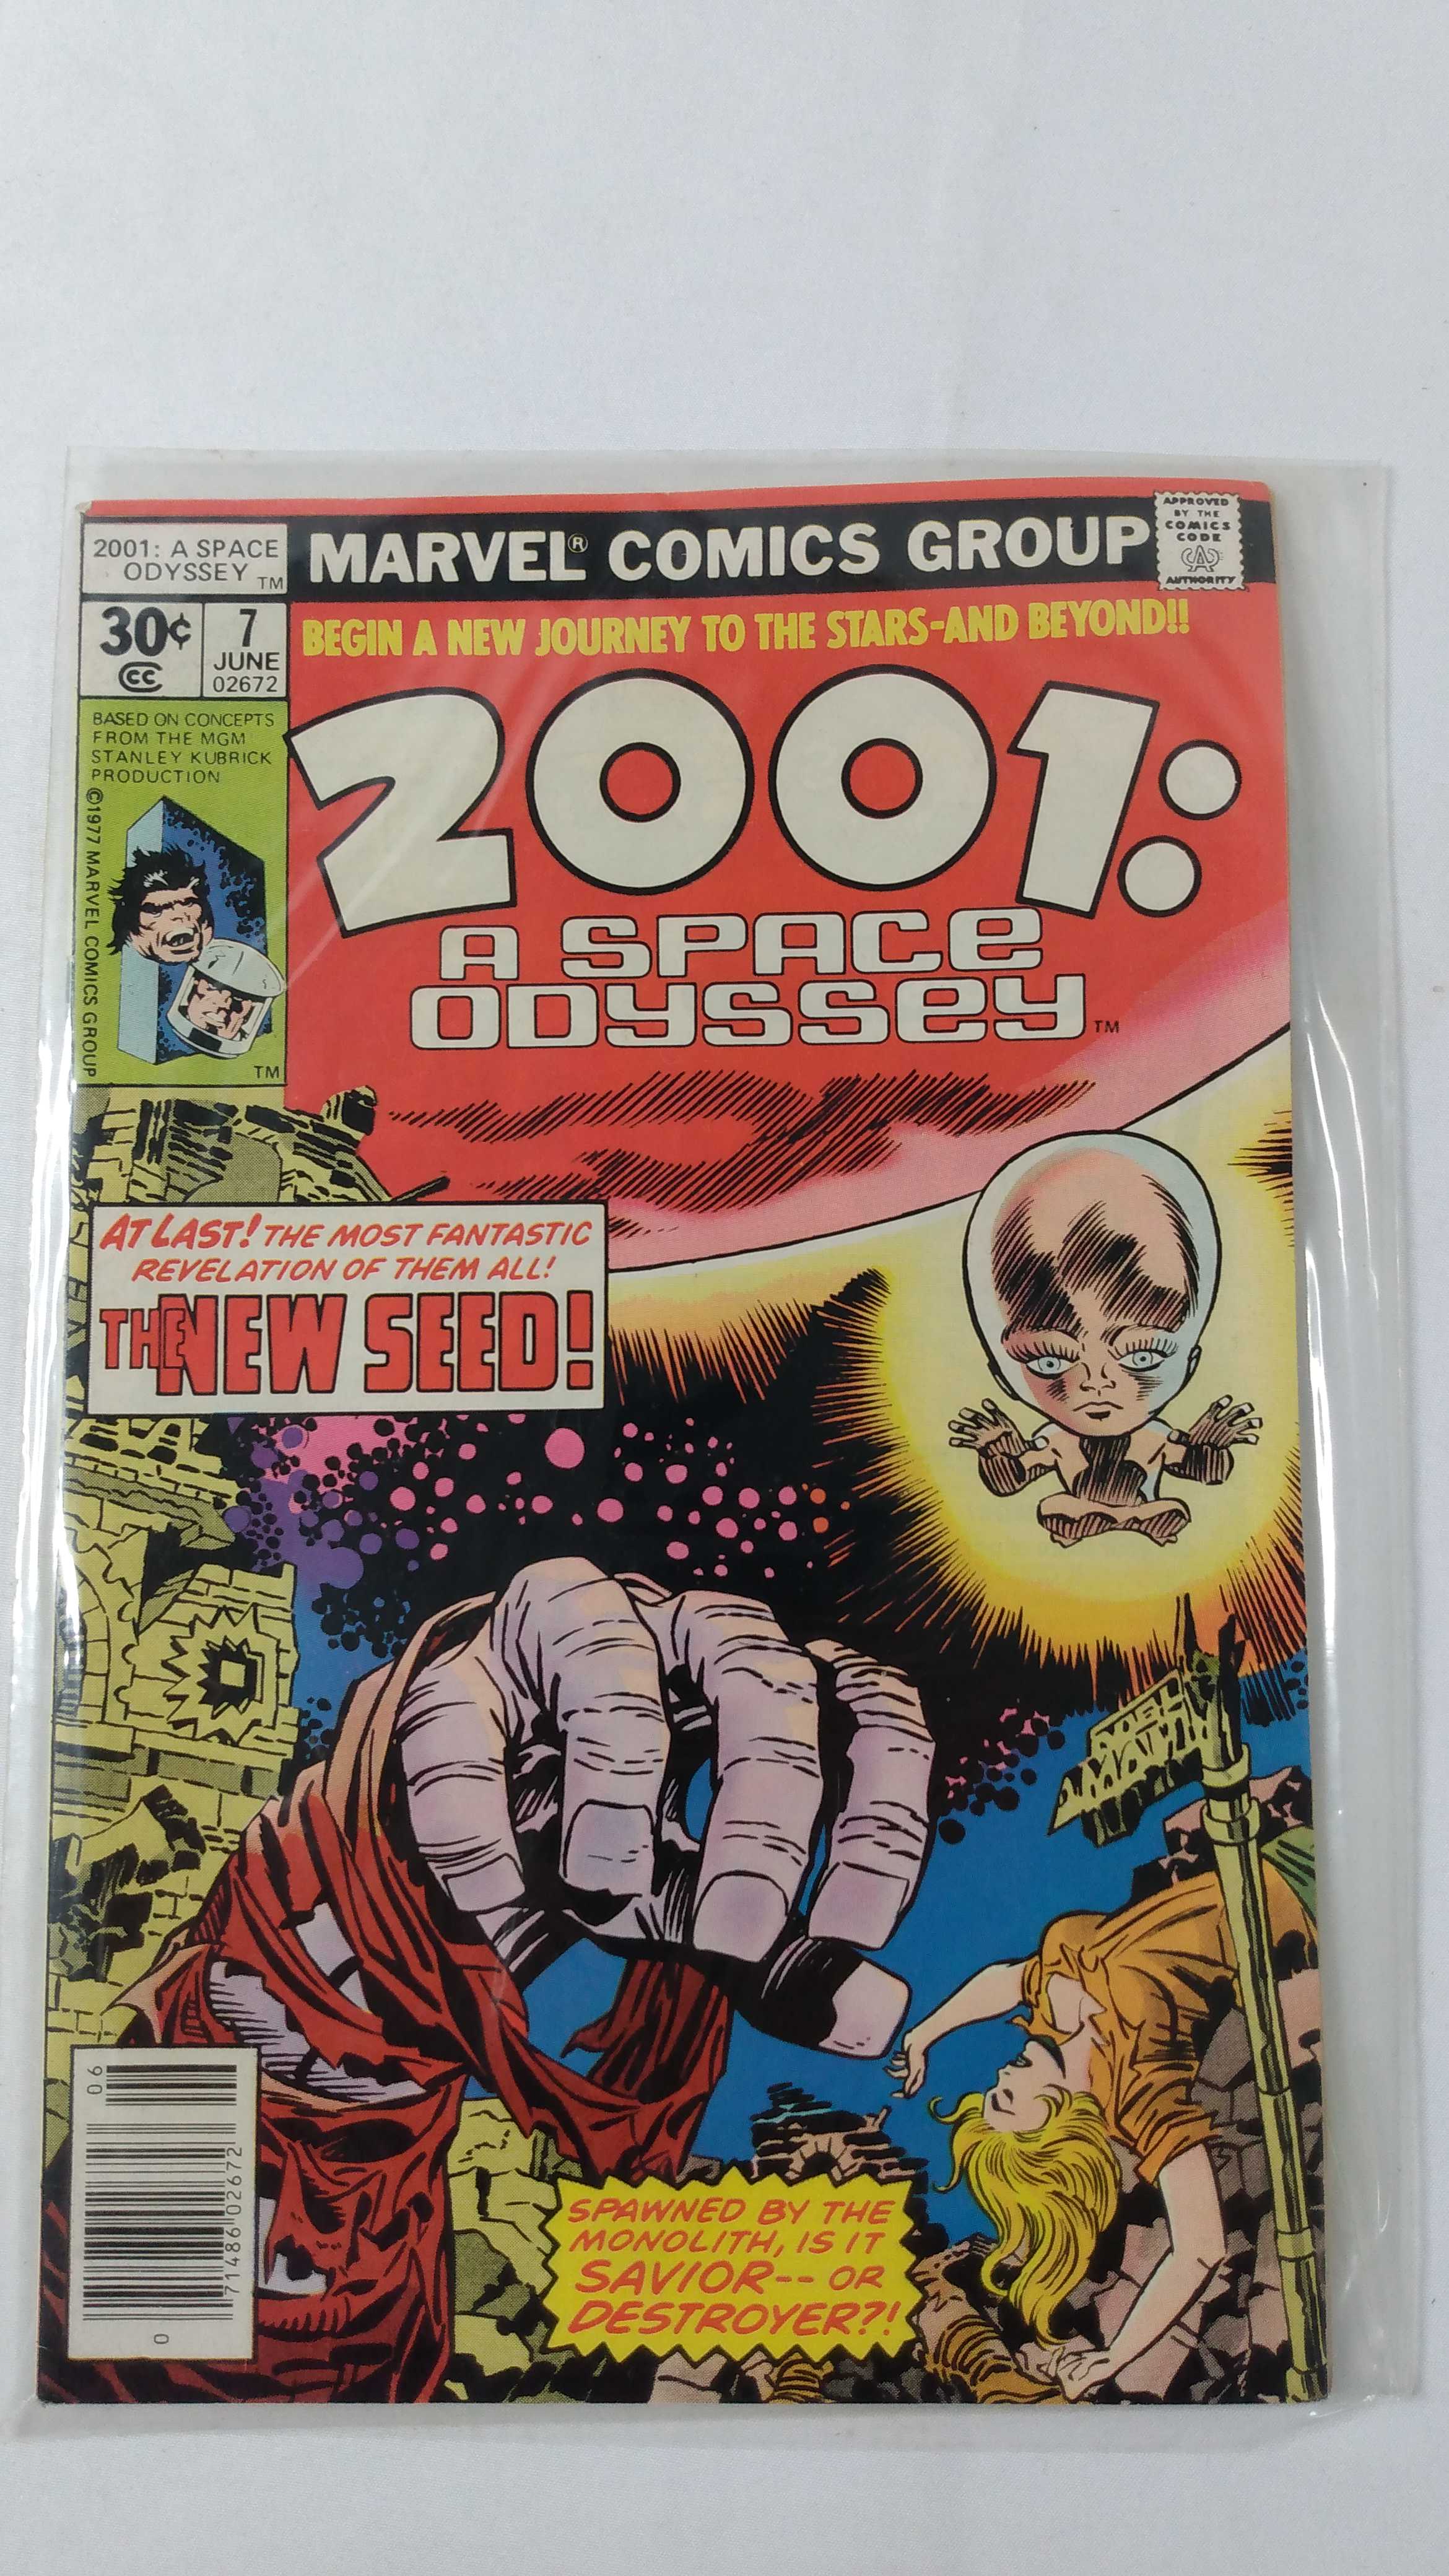 2001: A SPACE
ODYSSEY TM
MARVEL® COMICS GROUP
APPROVED
BY THE
COMICS
CODE
CA
AUTHORITY
30¢
CC
7
JUNE
02672
BEGIN A NEW JOURNEY TO THE STARS-AND BEYOND!!
BASED ON CONCEPTS
FROM THE MGM
STANLEY KUBRICK
PRODUCTION
©1977 MARVEL COMICS GROUP
TM
2001:
A SPACE
ODYSSEY TM
AT LAST! THE MOST FANTASTIC
REVELATION OF THEM ALL!
THE NEW SEED!
SPAWNED BY THE
MONOLITH, IS IT
SAVIOR-- OR
DESTROYER?!
06
71486 02672
0